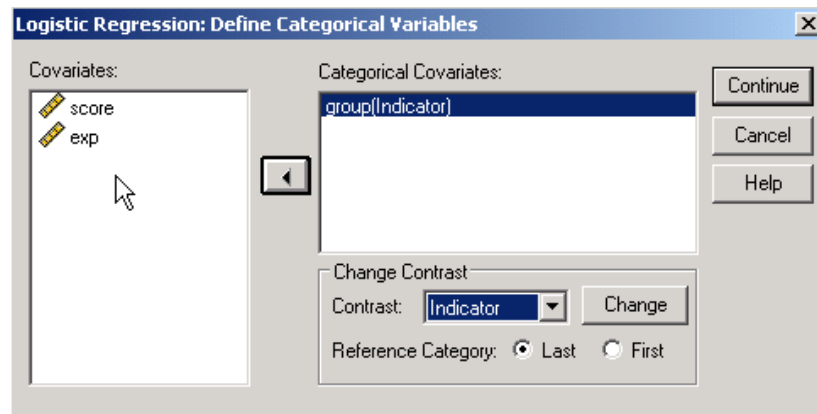 Logistic Regression: Define Categorical Variables
Covariates:
score
exp
Categorical Covariates:
group(Indicator)
Continue
Cancel
Help
Change Contrast
Contrast: Indicator Change
Reference Category: Last First